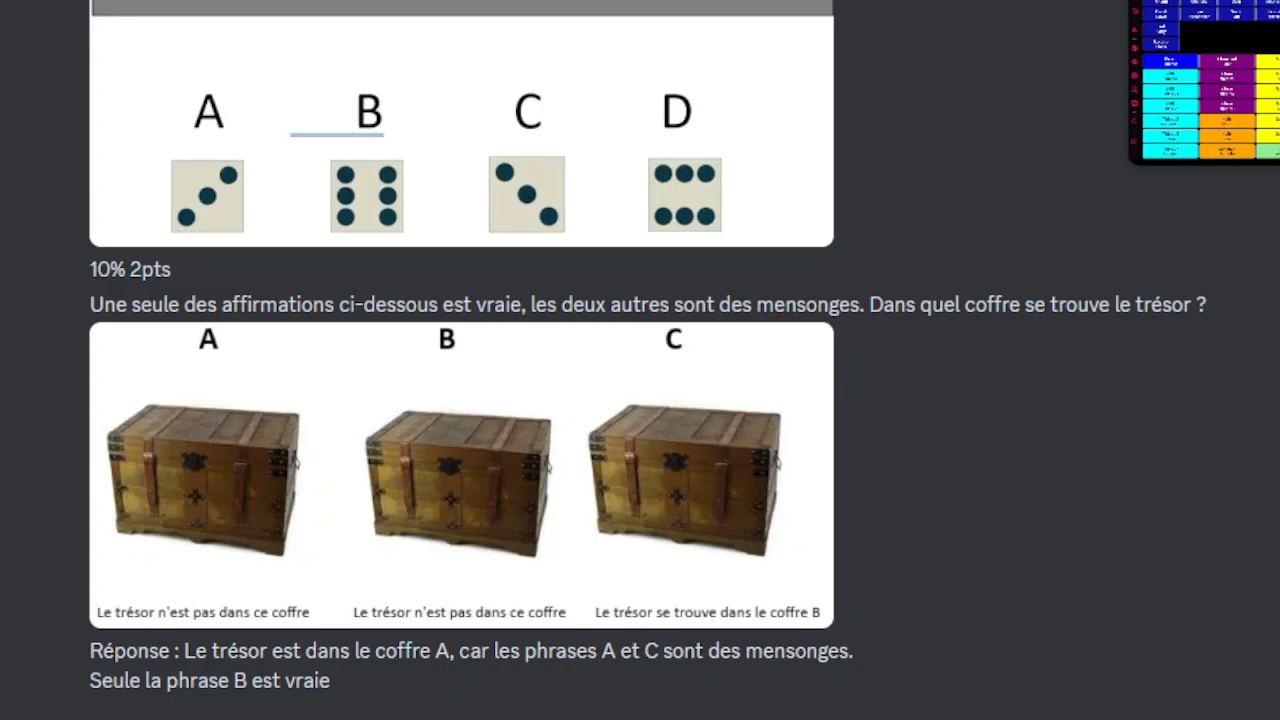 A B C D
10% 2pts
Une seule des affirmations ci-dessous est vraie, les deux autres sont des mensonges. Dans quel coffre se trouve le trésor ?
A B C
Le trésor n'est pas dans ce coffre
Le trésor n'est pas dans ce coffre
Le trésor se trouve dans le coffre B
Réponse : Le trésor est dans le coffre A, car les phrases A et C sont des mensonges.
Seule la phrase B est vraie